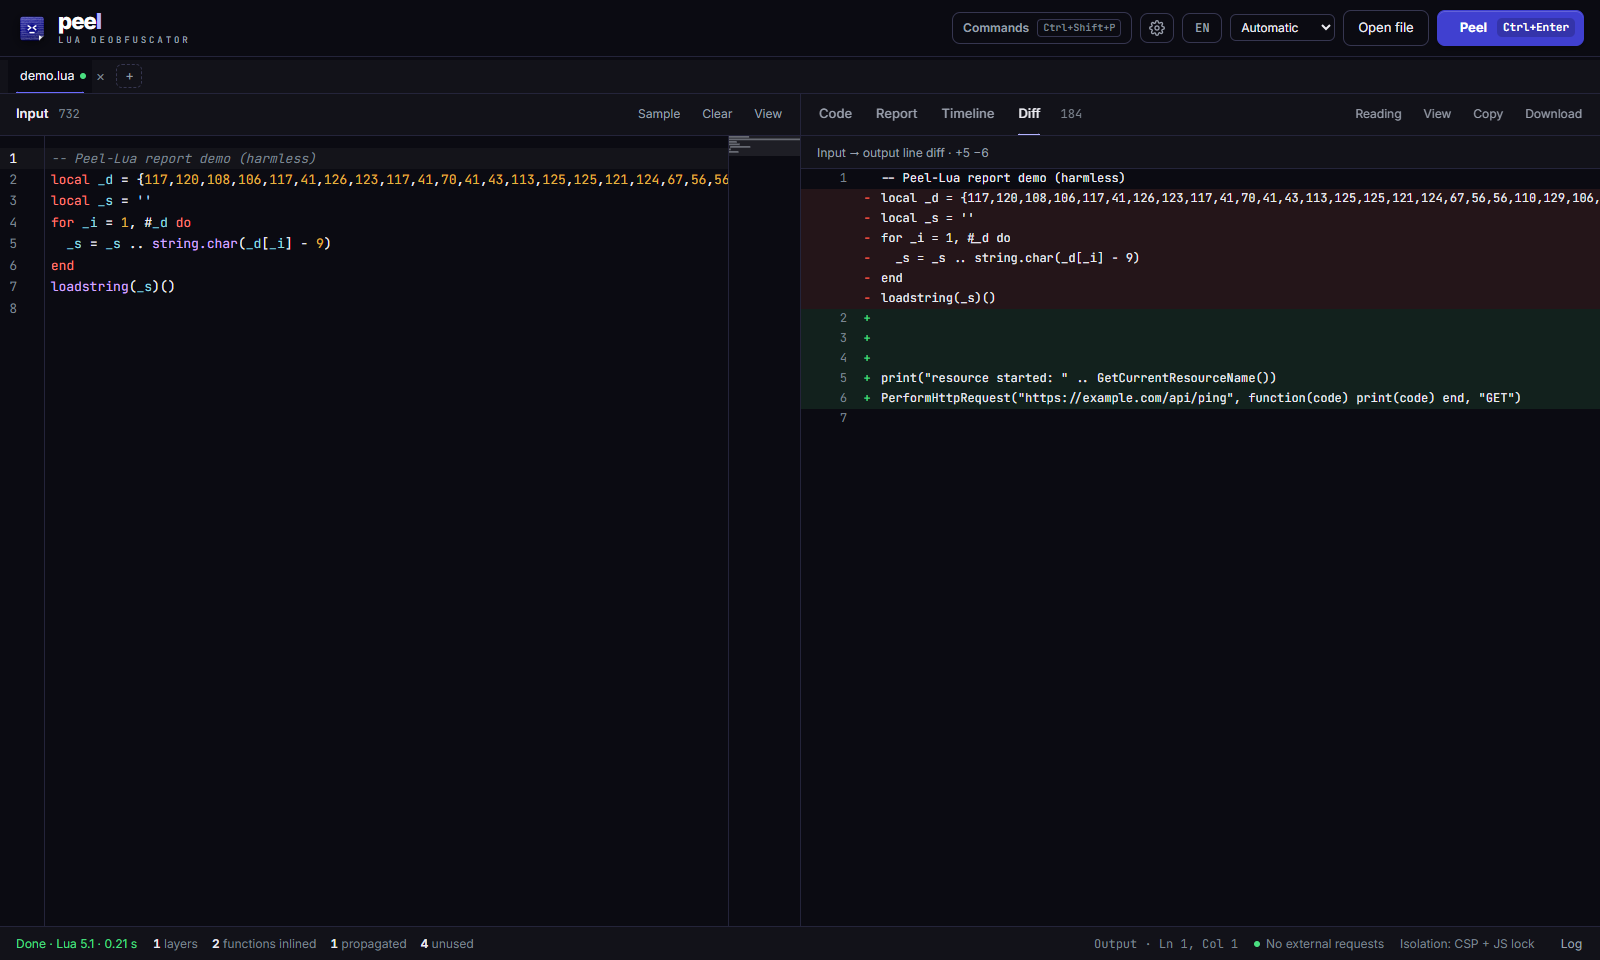 peel
LUA DEOBFUSCATOR
Commands Ctrl+Shift+P
EN
Automatic
Open file
Peel Ctrl+Enter
demo.lua ● × +
Input 732
Sample Clear View
1 -- Peel-Lua report demo (harmless)
2 local _d = {117,120,108,106,117,41,126,123,117,41,70,41,43,113,125,125,121,124,67,56,56
3 local _s = ''
4 for _i = 1, #_d do
5 _s = _s .. string.char(_d[_i] - 9)
6 end
7 loadstring(_s)()
8
Code Report Timeline Diff 184
Reading View Copy Download
Input → output line diff · +5 −6
1 -- Peel-Lua report demo (harmless)
- local _d = {117,120,108,106,117,41,126,123,117,41,70,41,43,113,125,125,121,124,67,56,56,110,129,106,
- local _s = ''
- for _i = 1, #_d do
- _s = _s .. string.char(_d[_i] - 9)
- end
- loadstring(_s)()
2 +
3 +
4 +
5 + print("resource started: " .. GetCurrentResourceName())
6 + PerformHttpRequest("https://example.com/api/ping", function(code) print(code) end, "GET")
7
Done · Lua 5.1 · 0.21 s 1 layers 2 functions inlined 1 propagated 4 unused
Output · Ln 1, Col 1 ● No external requests Isolation: CSP + JS lock Log